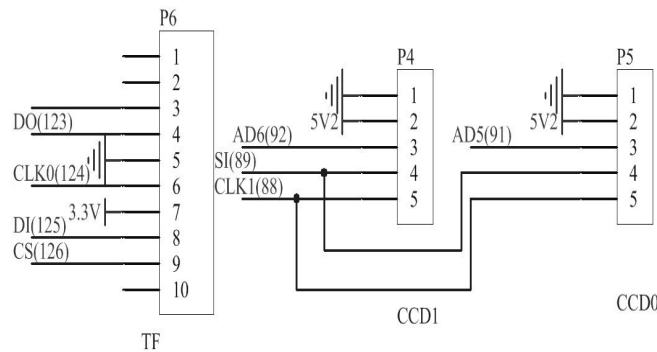 P6
1
2
3
DO(123)
4
5
CLK0(124)
6
3.3V
7
DI(125)
8
CS(126)
9
10
TF
P4
1
5V2
2
AD6(92)
3
SI(89)
4
CLK1(88)
5
CCD1
P5
1
5V2
2
AD5(91)
3
4
5
CCD0